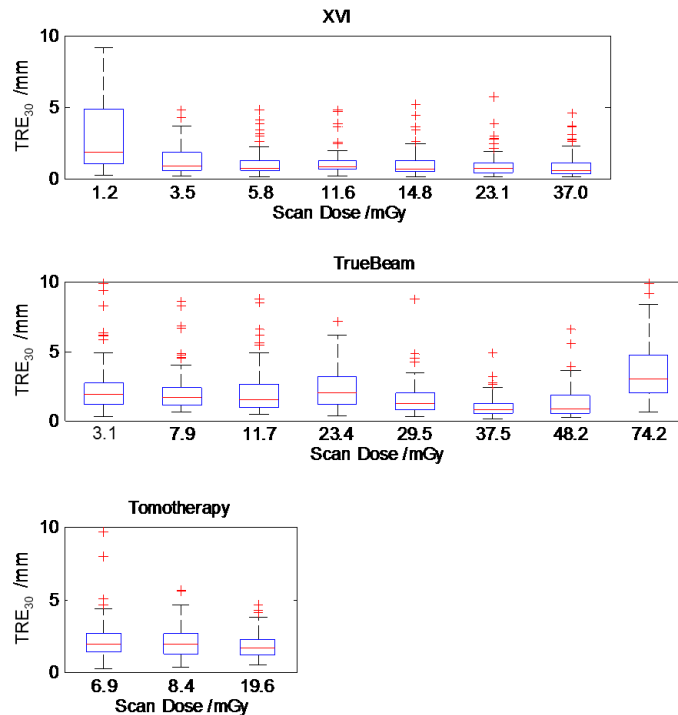 XVI
10
5
0
TRE30 /mm
1.2 3.5 5.8 11.6 14.8 23.1 37.0
Scan Dose /mGy
TrueBeam
10
5
0
TRE30 /mm
3.1 7.9 11.7 23.4 29.5 37.5 48.2 74.2
Scan Dose /mGy
Tomotherapy
10
5
0
TRE30 /mm
6.9 8.4 19.6
Scan Dose /mGy